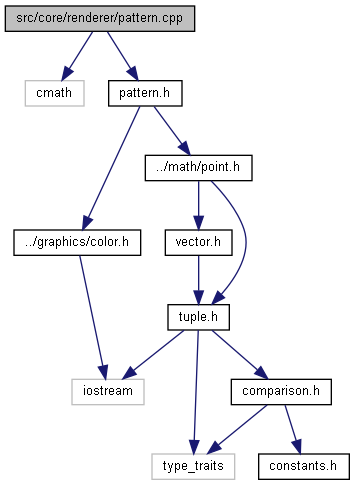 src/core/renderer/pattern.cpp
cmath
pattern.h
../math/point.h
../graphics/color.h
vector.h
tuple.h
iostream
comparison.h
type_traits
constants.h